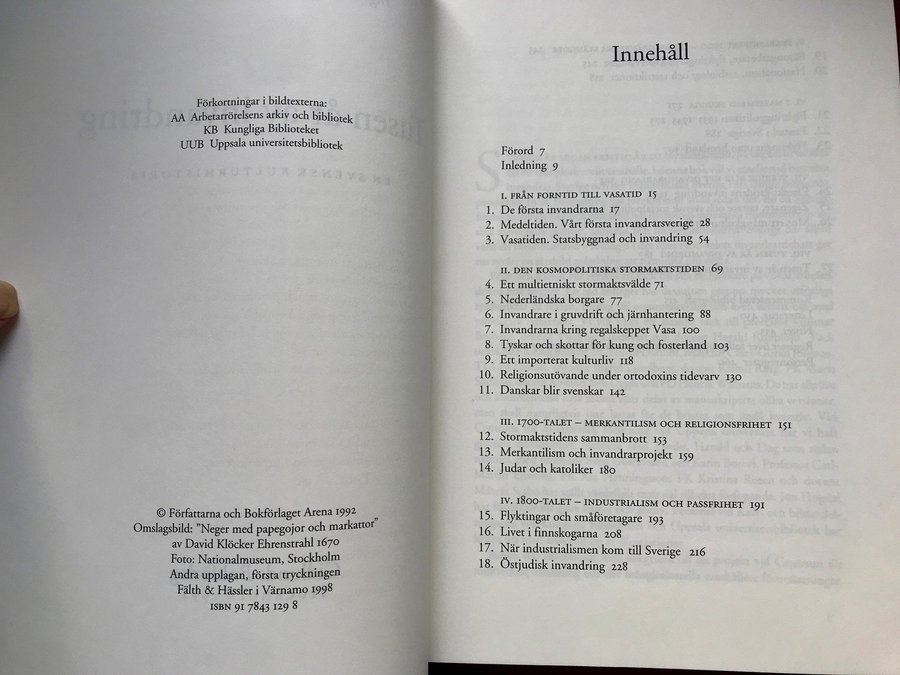 Förkortningar i bildtexterna:
AA Arbetarrörelsens arkiv och bibliotek
KB Kungliga Biblioteket
UUB Uppsala universitetsbibliotek
© Författarna och Bokförlaget Arena 1992
Omslagsbild: ”Neger med papegojor och markattor”
av David Klöcker Ehrenstrahl 1670
Foto: Nationalmuseum, Stockholm
Andra upplagan, första tryckningen
Fälth & Hässler i Värnamo 1998
ISBN 91 7843 129 8
Innehåll
Förord 7
Inledning 9
I. FRÅN FORNTID TILL VASATID 15
1. De första invandrarna 17
2. Medeltiden. Vårt första invandrarsverige 28
3. Vasatiden. Statsbyggnad och invandring 54
II. DEN KOSMOPOLITISKA STORMAKTSTIDEN 69
4. Ett multietniskt stormaktsvälde 71
5. Nederländska borgare 77
6. Invandrare i gruvdrift och järnhantering 88
7. Invandrarna kring regalskeppet Vasa 100
8. Tyskar och skottar för kung och fosterland 103
9. Ett importerat kulturliv 118
10. Religionsutövande under ortodoxins tidevarv 130
11. Danskar blir svenskar 142
III. 1700-TALET – MERKANTILISM OCH RELIGIONSFRIHET 151
12. Stormaktstidens sammanbrott 153
13. Merkantilism och invandrarprojekt 159
14. Judar och katoliker 180
IV. 1800-TALET – INDUSTRIALISM OCH PASSFRIHET 191
15. Flyktingar och småföretagare 193
16. Livet i finnskogarna 208
17. När industrialismen kom till Sverige 216
18. Östjudisk invandring 228